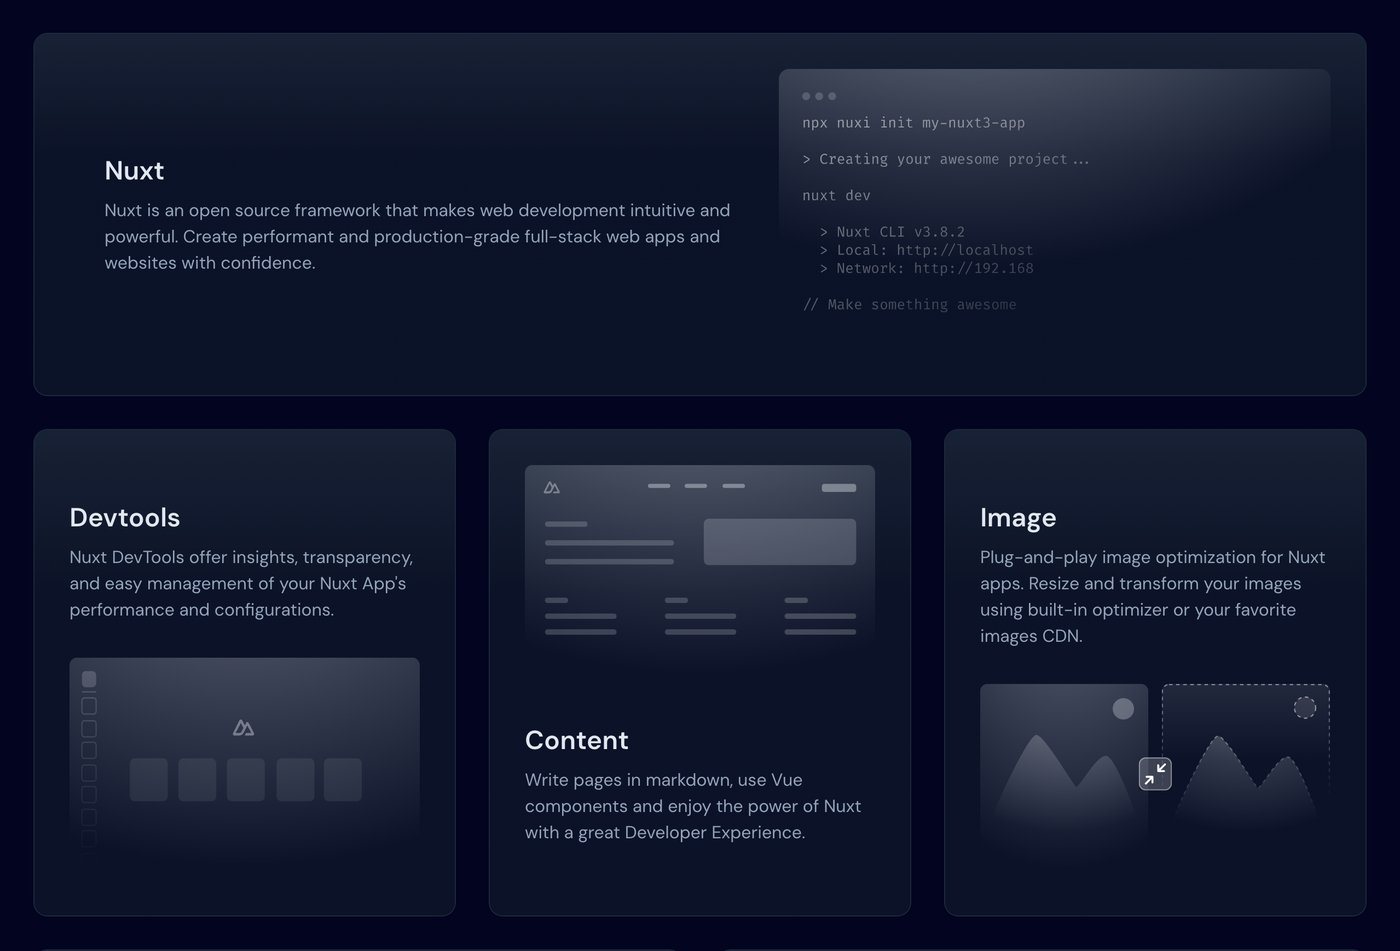 Nuxt
Nuxt is an open source framework that makes web development intuitive and
powerful. Create performant and production-grade full-stack web apps and
websites with confidence.
npx nuxi init my-nuxt3-app
> Creating your awesome project...
nuxt dev
> Nuxt CLI v3.8.2
> Local: http://localhost
> Network: http://192.168
// Make something awesome
Devtools
Nuxt DevTools offer insights, transparency,
and easy management of your Nuxt App's
performance and configurations.
Content
Write pages in markdown, use Vue
components and enjoy the power of Nuxt
with a great Developer Experience.
Image
Plug-and-play image optimization for Nuxt
apps. Resize and transform your images
using built-in optimizer or your favorite
images CDN.